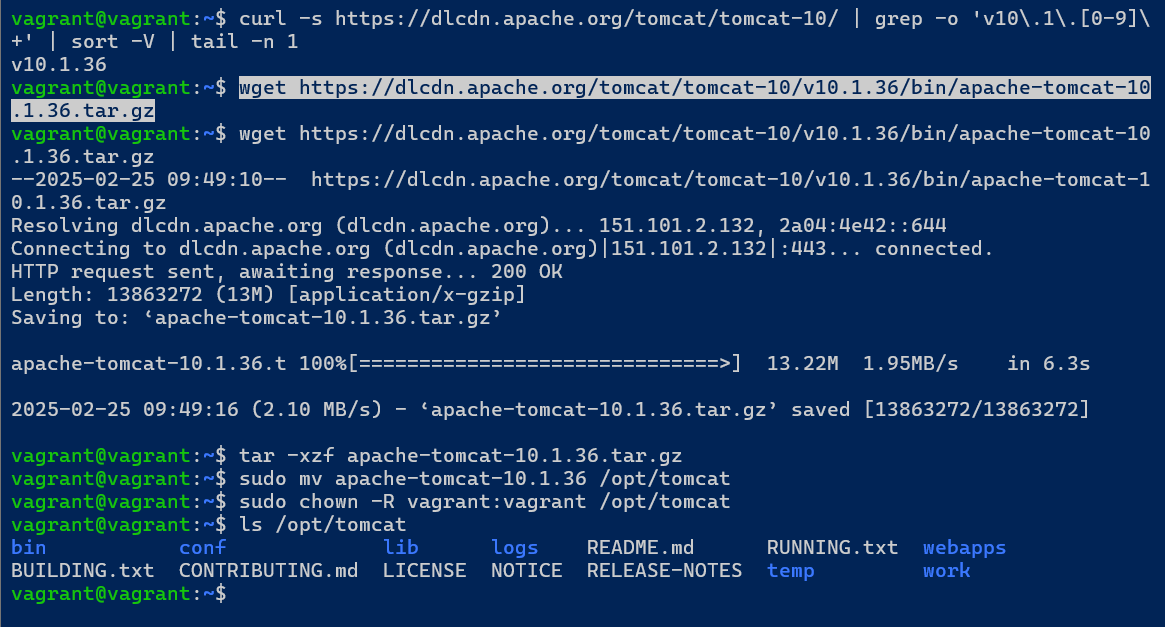 vagrant@vagrant:~$ curl -s https://dlcdn.apache.org/tomcat/tomcat-10/ | grep -o 'v10\.1\.[0-9]\
+' | sort -V | tail -n 1
v10.1.36
vagrant@vagrant:~$ wget https://dlcdn.apache.org/tomcat/tomcat-10/v10.1.36/bin/apache-tomcat-10
.1.36.tar.gz
vagrant@vagrant:~$ wget https://dlcdn.apache.org/tomcat/tomcat-10/v10.1.36/bin/apache-tomcat-10
.1.36.tar.gz
--2025-02-25 09:49:10--  https://dlcdn.apache.org/tomcat/tomcat-10/v10.1.36/bin/apache-tomcat-1
0.1.36.tar.gz
Resolving dlcdn.apache.org (dlcdn.apache.org)... 151.101.2.132, 2a04:4e42::644
Connecting to dlcdn.apache.org (dlcdn.apache.org)|151.101.2.132|:443... connected.
HTTP request sent, awaiting response... 200 OK
Length: 13863272 (13M) [application/x-gzip]
Saving to: ‘apache-tomcat-10.1.36.tar.gz’
apache-tomcat-10.1.36.t 100%[==============================>]  13.22M  1.95MB/s    in 6.3s
2025-02-25 09:49:16 (2.10 MB/s) - ‘apache-tomcat-10.1.36.tar.gz’ saved [13863272/13863272]
vagrant@vagrant:~$ tar -xzf apache-tomcat-10.1.36.tar.gz
vagrant@vagrant:~$ sudo mv apache-tomcat-10.1.36 /opt/tomcat
vagrant@vagrant:~$ sudo chown -R vagrant:vagrant /opt/tomcat
vagrant@vagrant:~$ ls /opt/tomcat
bin           conf             lib      logs    README.md      RUNNING.txt  webapps
BUILDING.txt  CONTRIBUTING.md  LICENSE  NOTICE  RELEASE-NOTES  temp         work
vagrant@vagrant:~$